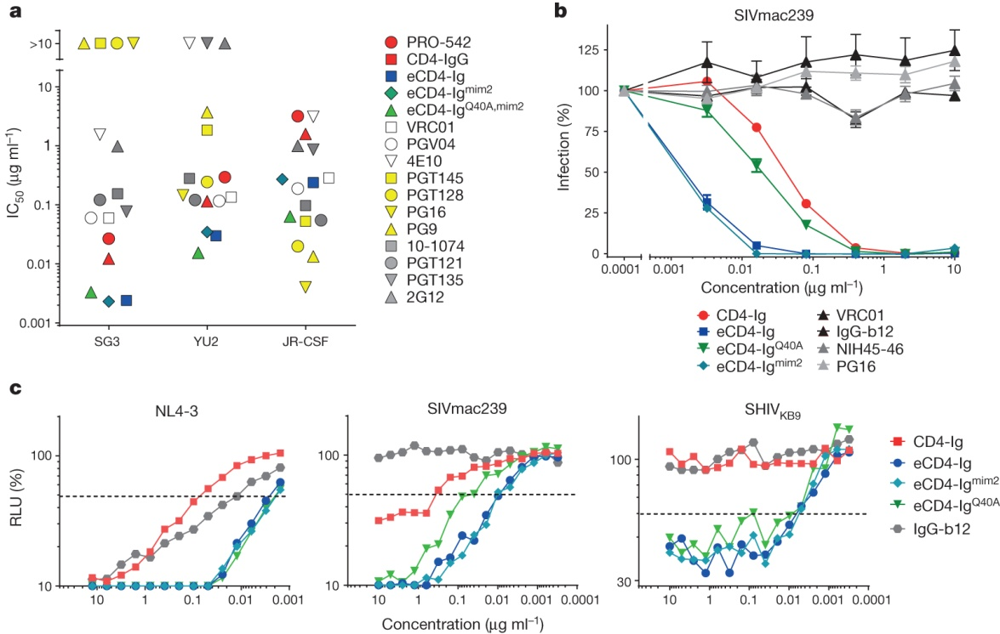 a
>10
10
1
0.1
0.01
0.001
IC50 (µg ml–1)
SG3
YU2
JR-CSF
PRO-542
CD4-IgG
eCD4-Ig
eCD4-Igmim2
eCD4-IgQ40A,mim2
VRC01
PGV04
4E10
PGT145
PGT128
PG16
PG9
10-1074
PGT121
PGT135
2G12
b
SIVmac239
Infection (%)
125
100
75
50
25
0
0.0001
0.001
0.01
0.1
1
10
Concentration (µg ml–1)
CD4-Ig
eCD4-Ig
eCD4-IgQ40A
eCD4-Igmim2
VRC01
IgG-b12
NIH45-46
PG16
c
NL4-3
RLU (%)
100
10
10
1
0.1
0.01
0.001
SIVmac239
100
10
10
1
0.1
0.01
0.001
0.0001
Concentration (µg ml–1)
SHIVKB9
100
30
10
1
0.1
0.01
0.001
0.0001
CD4-Ig
eCD4-Ig
eCD4-Igmim2
eCD4-IgQ40A
IgG-b12